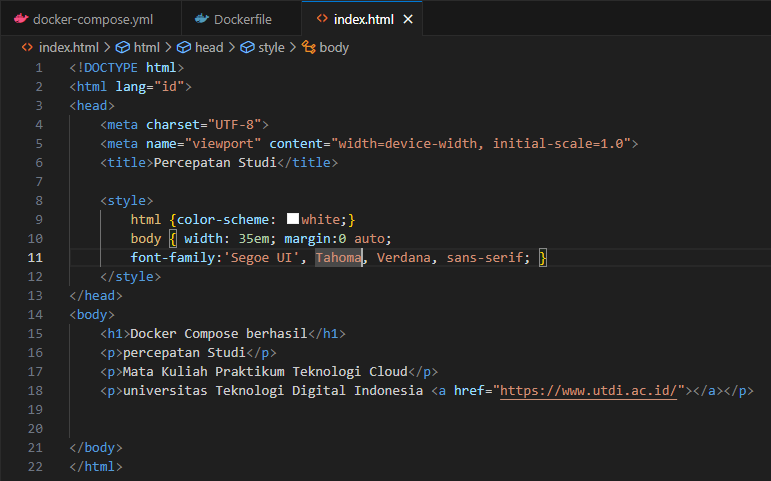 docker-compose.yml Dockerfile index.html
index.html > html > head > style > body
1 <!DOCTYPE html>
2 <html lang="id">
3 <head>
4 <meta charset="UTF-8">
5 <meta name="viewport" content="width=device-width, initial-scale=1.0">
6 <title>Percepatan Studi</title>
7
8 <style>
9 html {color-scheme: white;}
10 body { width: 35em; margin:0 auto;
11 font-family:'Segoe UI', Tahoma, Verdana, sans-serif; }
12 </style>
13 </head>
14 <body>
15 <h1>Docker Compose berhasil</h1>
16 <p>percepatan Studi</p>
17 <p>Mata Kuliah Praktikum Teknologi Cloud</p>
18 <p>universitas Teknologi Digital Indonesia <a href="https://www.utdi.ac.id/"></a></p>
19
20
21 </body>
22 </html>